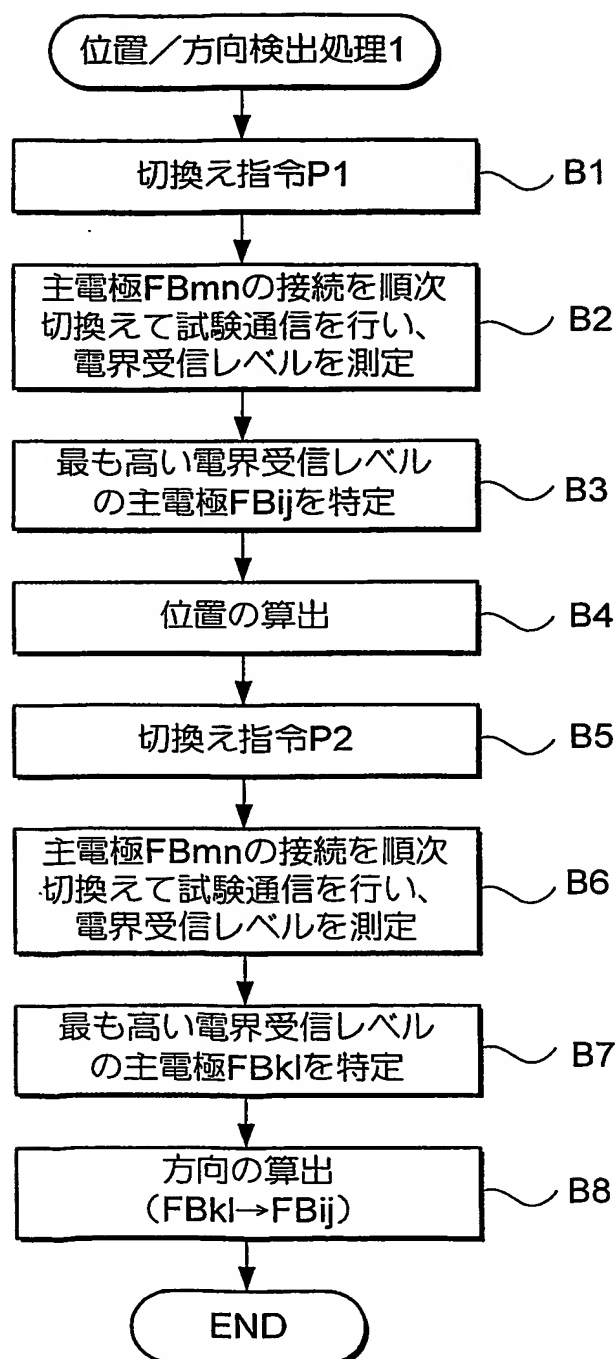 位置／方向検出処理1
切換え指令P1
B1
主電極FBmnの接続を順次
切換えて試験通信を行い、
電界受信レベルを測定
B2
最も高い電界受信レベル
の主電極FBijを特定
B3
位置の算出
B4
切換え指令P2
B5
主電極FBmnの接続を順次
切換えて試験通信を行い、
電界受信レベルを測定
B6
最も高い電界受信レベル
の主電極FBklを特定
B7
方向の算出
（FBkl→FBij）
B8
END